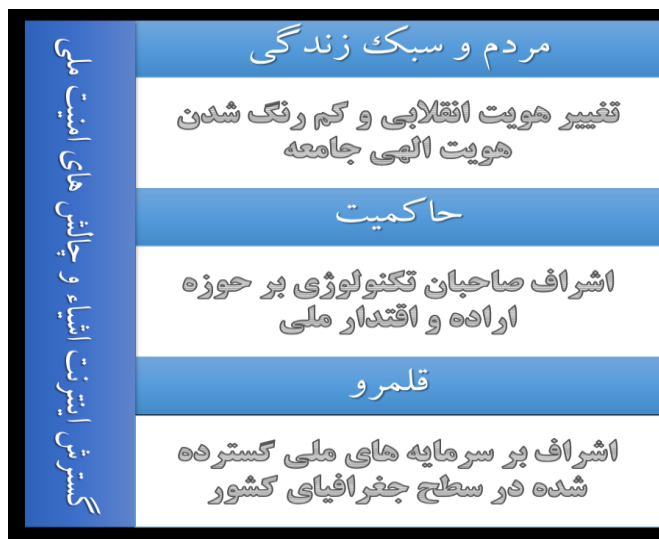 گسترش اینترنت اشیاء و چالش های امنیت ملی
مردم و سبک زندگی
تغییر هویت انقلابی و کم رنگ شدن
هویت الهی جامعه
حاکمیت
اشراف صاحبان تکنولوژی بر حوزه
اراده و اقتدار ملی
قلمرو
اشراف بر سرمایه های ملی گسترده
شده در سطح جغرافیای کشور